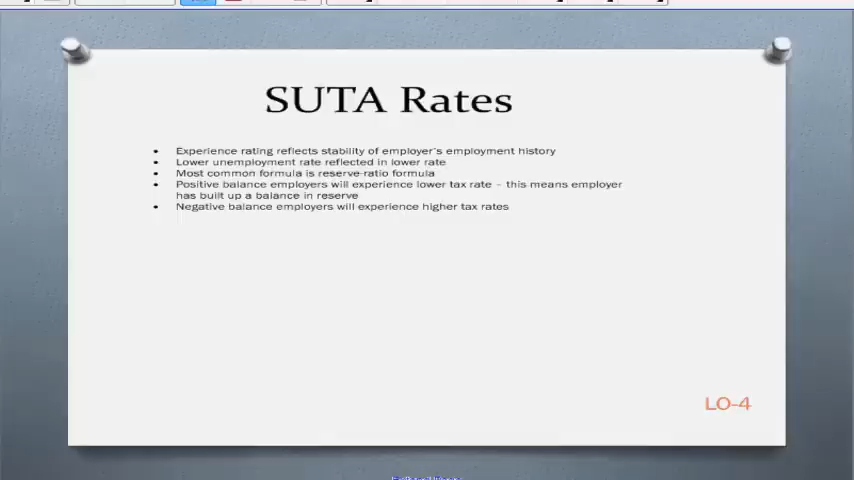 SUTA Rates
• Experience rating reflects stability of employer's employment history
• Lower unemployment rate reflected in lower rate
• Most common formula is reserve-ratio formula
• Positive balance employers will experience lower tax rate – this means employer
has built up a balance in reserve
• Negative balance employers will experience higher tax rates
LO-4